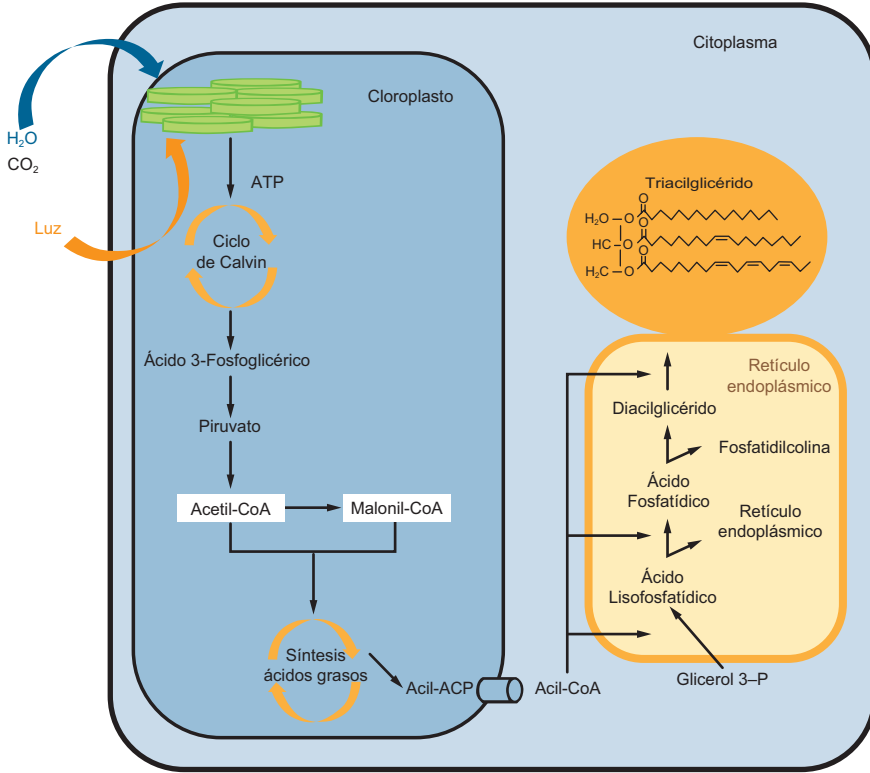 Citoplasma
Cloroplasto
H₂O
CO₂
Luz
ATP
Ciclo
de Calvin
Ácido 3-Fosfoglicérico
Piruvato
Acetil-CoA
Malonil-CoA
Síntesis
ácidos grasos
Acil-ACP
Acil-CoA
Triacilglicérido
O
H₂O O
O
HC O
O
H₂C O
Retículo
endoplásmico
Diacilglicérido
Fosfatidilcolina
Ácido
Fosfatídico
Retículo
endoplásmico
Ácido
Lisofosfatídico
Glicerol 3–P